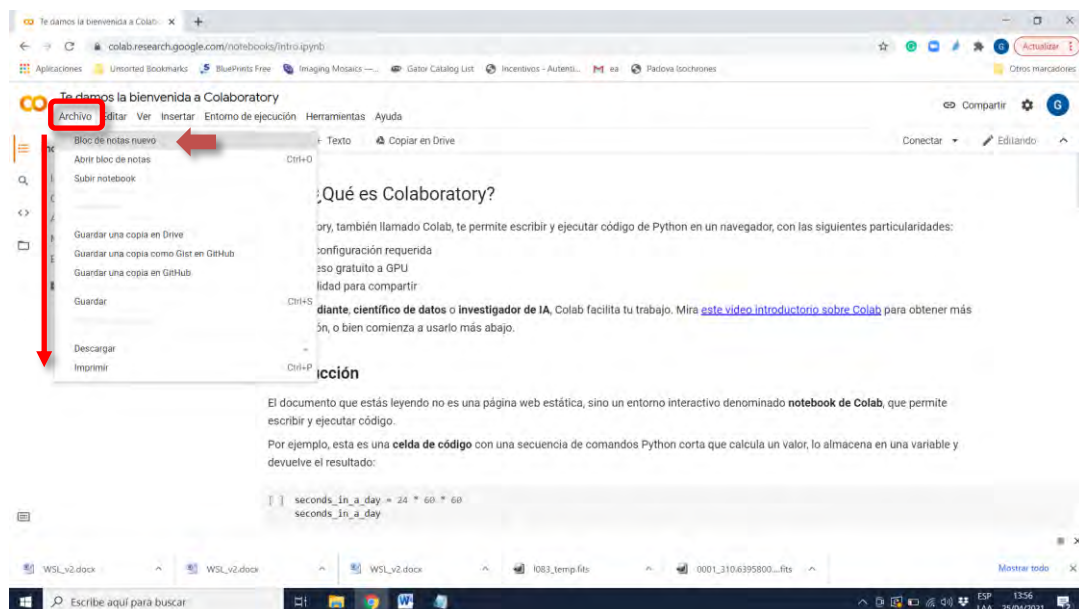 Te damos la bienvenida a Colab
colab.research.google.com/notebooks/intro.ipynb
Actualizar
Aplicaciones Unsorted Bookmarks BluePrints Free Imaging Mosaics —... Gator Catalog List Incentivos - Autenti... ea Padova Isochrones Otros marcadores
Te damos la bienvenida a Colaboratory
Archivo Editar Ver Insertar Entorno de ejecución Herramientas Ayuda
Compartir G
+ Texto Copiar en Drive Conectar Editando
Bloc de notas nuevo
Abrir bloc de notas Ctrl+O
Subir notebook
Guardar una copia en Drive
Guardar una copia como Gist en GitHub
Guardar una copia en GitHub
Guardar Ctrl+S
Descargar
Imprimir Ctrl+P
¿Qué es Colaboratory?
ory, también llamado Colab, te permite escribir y ejecutar código de Python en un navegador, con las siguientes particularidades:
configuración requerida
eso gratuito a GPU
lidad para compartir
diante, científico de datos o investigador de IA, Colab facilita tu trabajo. Mira este video introductorio sobre Colab para obtener más
ón, o bien comienza a usarlo más abajo.
cción
El documento que estás leyendo no es una página web estática, sino un entorno interactivo denominado notebook de Colab, que permite
escribir y ejecutar código.
Por ejemplo, esta es una celda de código con una secuencia de comandos Python corta que calcula un valor, lo almacena en una variable y
devuelve el resultado:
[ ] seconds_in_a_day = 24 * 60 * 60
seconds_in_a_day
WSL_v2.docx WSL_v2.docx WSL_v2.docx l083_temp.fits 0001_310.6395800....fits Mostrar todo
Escribe aquí para buscar
ESP 13:56
LAA 25/04/2021